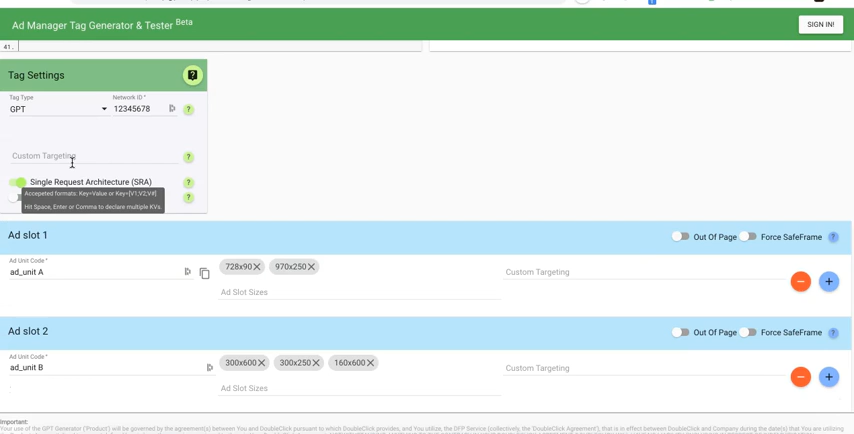 Ad Manager Tag Generator & Tester Beta
SIGN IN!
41.
Tag Settings
Tag Type
Network ID *
GPT
12345678
?
Custom Targeting
?
Single Request Architecture (SRA)
?
Accepeted formats: Key=Value or Key=[V1;V2;V#]
Hit Space, Enter or Comma to declare multiple KVs.
?
Ad slot 1
Out Of Page
Force SafeFrame
?
Ad Unit Code *
ad_unit A
728x90
970x250
Custom Targeting
Ad Slot Sizes
Ad slot 2
Out Of Page
Force SafeFrame
?
Ad Unit Code *
ad_unit B
300x600
300x250
160x600
Custom Targeting
Ad Slot Sizes
Important:
Your use of the GPT Generator ('Product') will be governed by the agreement(s) between You and DoubleClick pursuant to which DoubleClick provides, and You utilize, the DFP Service (collectively, the 'DoubleClick Agreement'), that is in effect between DoubleClick and Company during the date(s) that You are utilizing